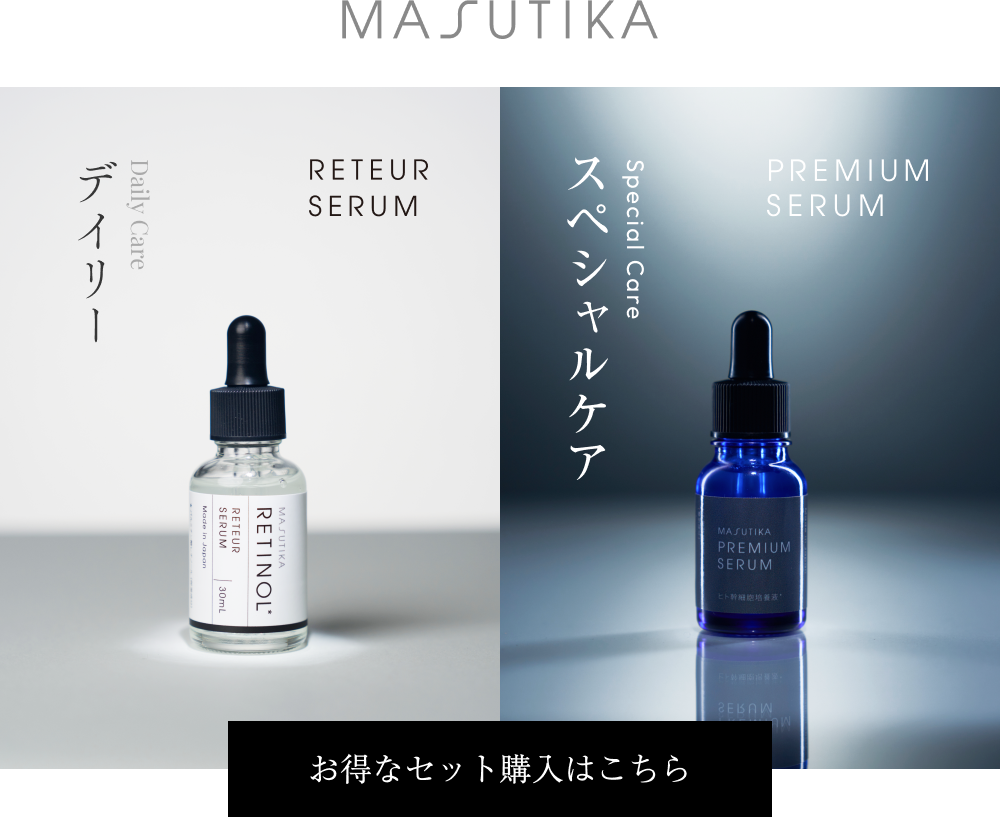 MASUTIKA
デイリー
Daily Care
RETEUR
SERUM
MASUTIKA
RETINOL*
RETEUR
SERUM
30mL
Made in Japan
スペシャルケア
Special Care
PREMIUM
SERUM
MASUTIKA
PREMIUM
SERUM
ヒト幹細胞培養液*
お得なセット購入はこちら